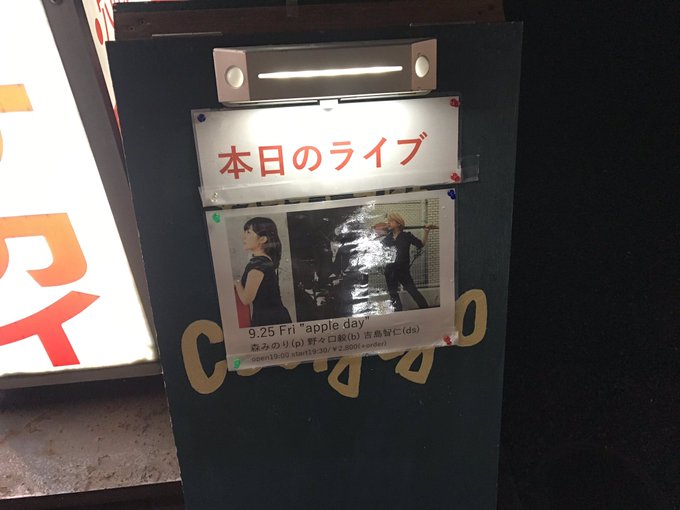 本日のライブ
9.25 Fri "apple day"
森みのり(p) 野々口毅(b) 吉島智仁(ds)
open19:00 start19:30/￥2,800(+order)